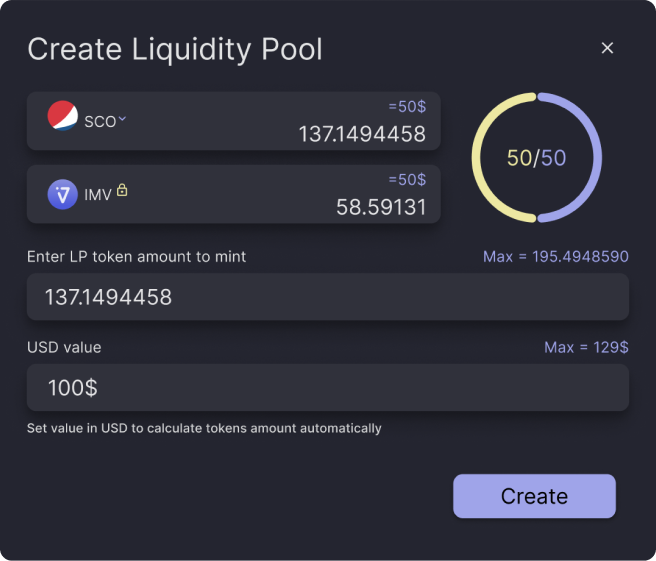 Create Liquidity Pool
SCO
=50$
137.1494458
IMV
=50$
58.59131
50/50
Enter LP token amount to mint
Max = 195.4948590
137.1494458
USD value
Max = 129$
100$
Set value in USD to calculate tokens amount automatically
Create